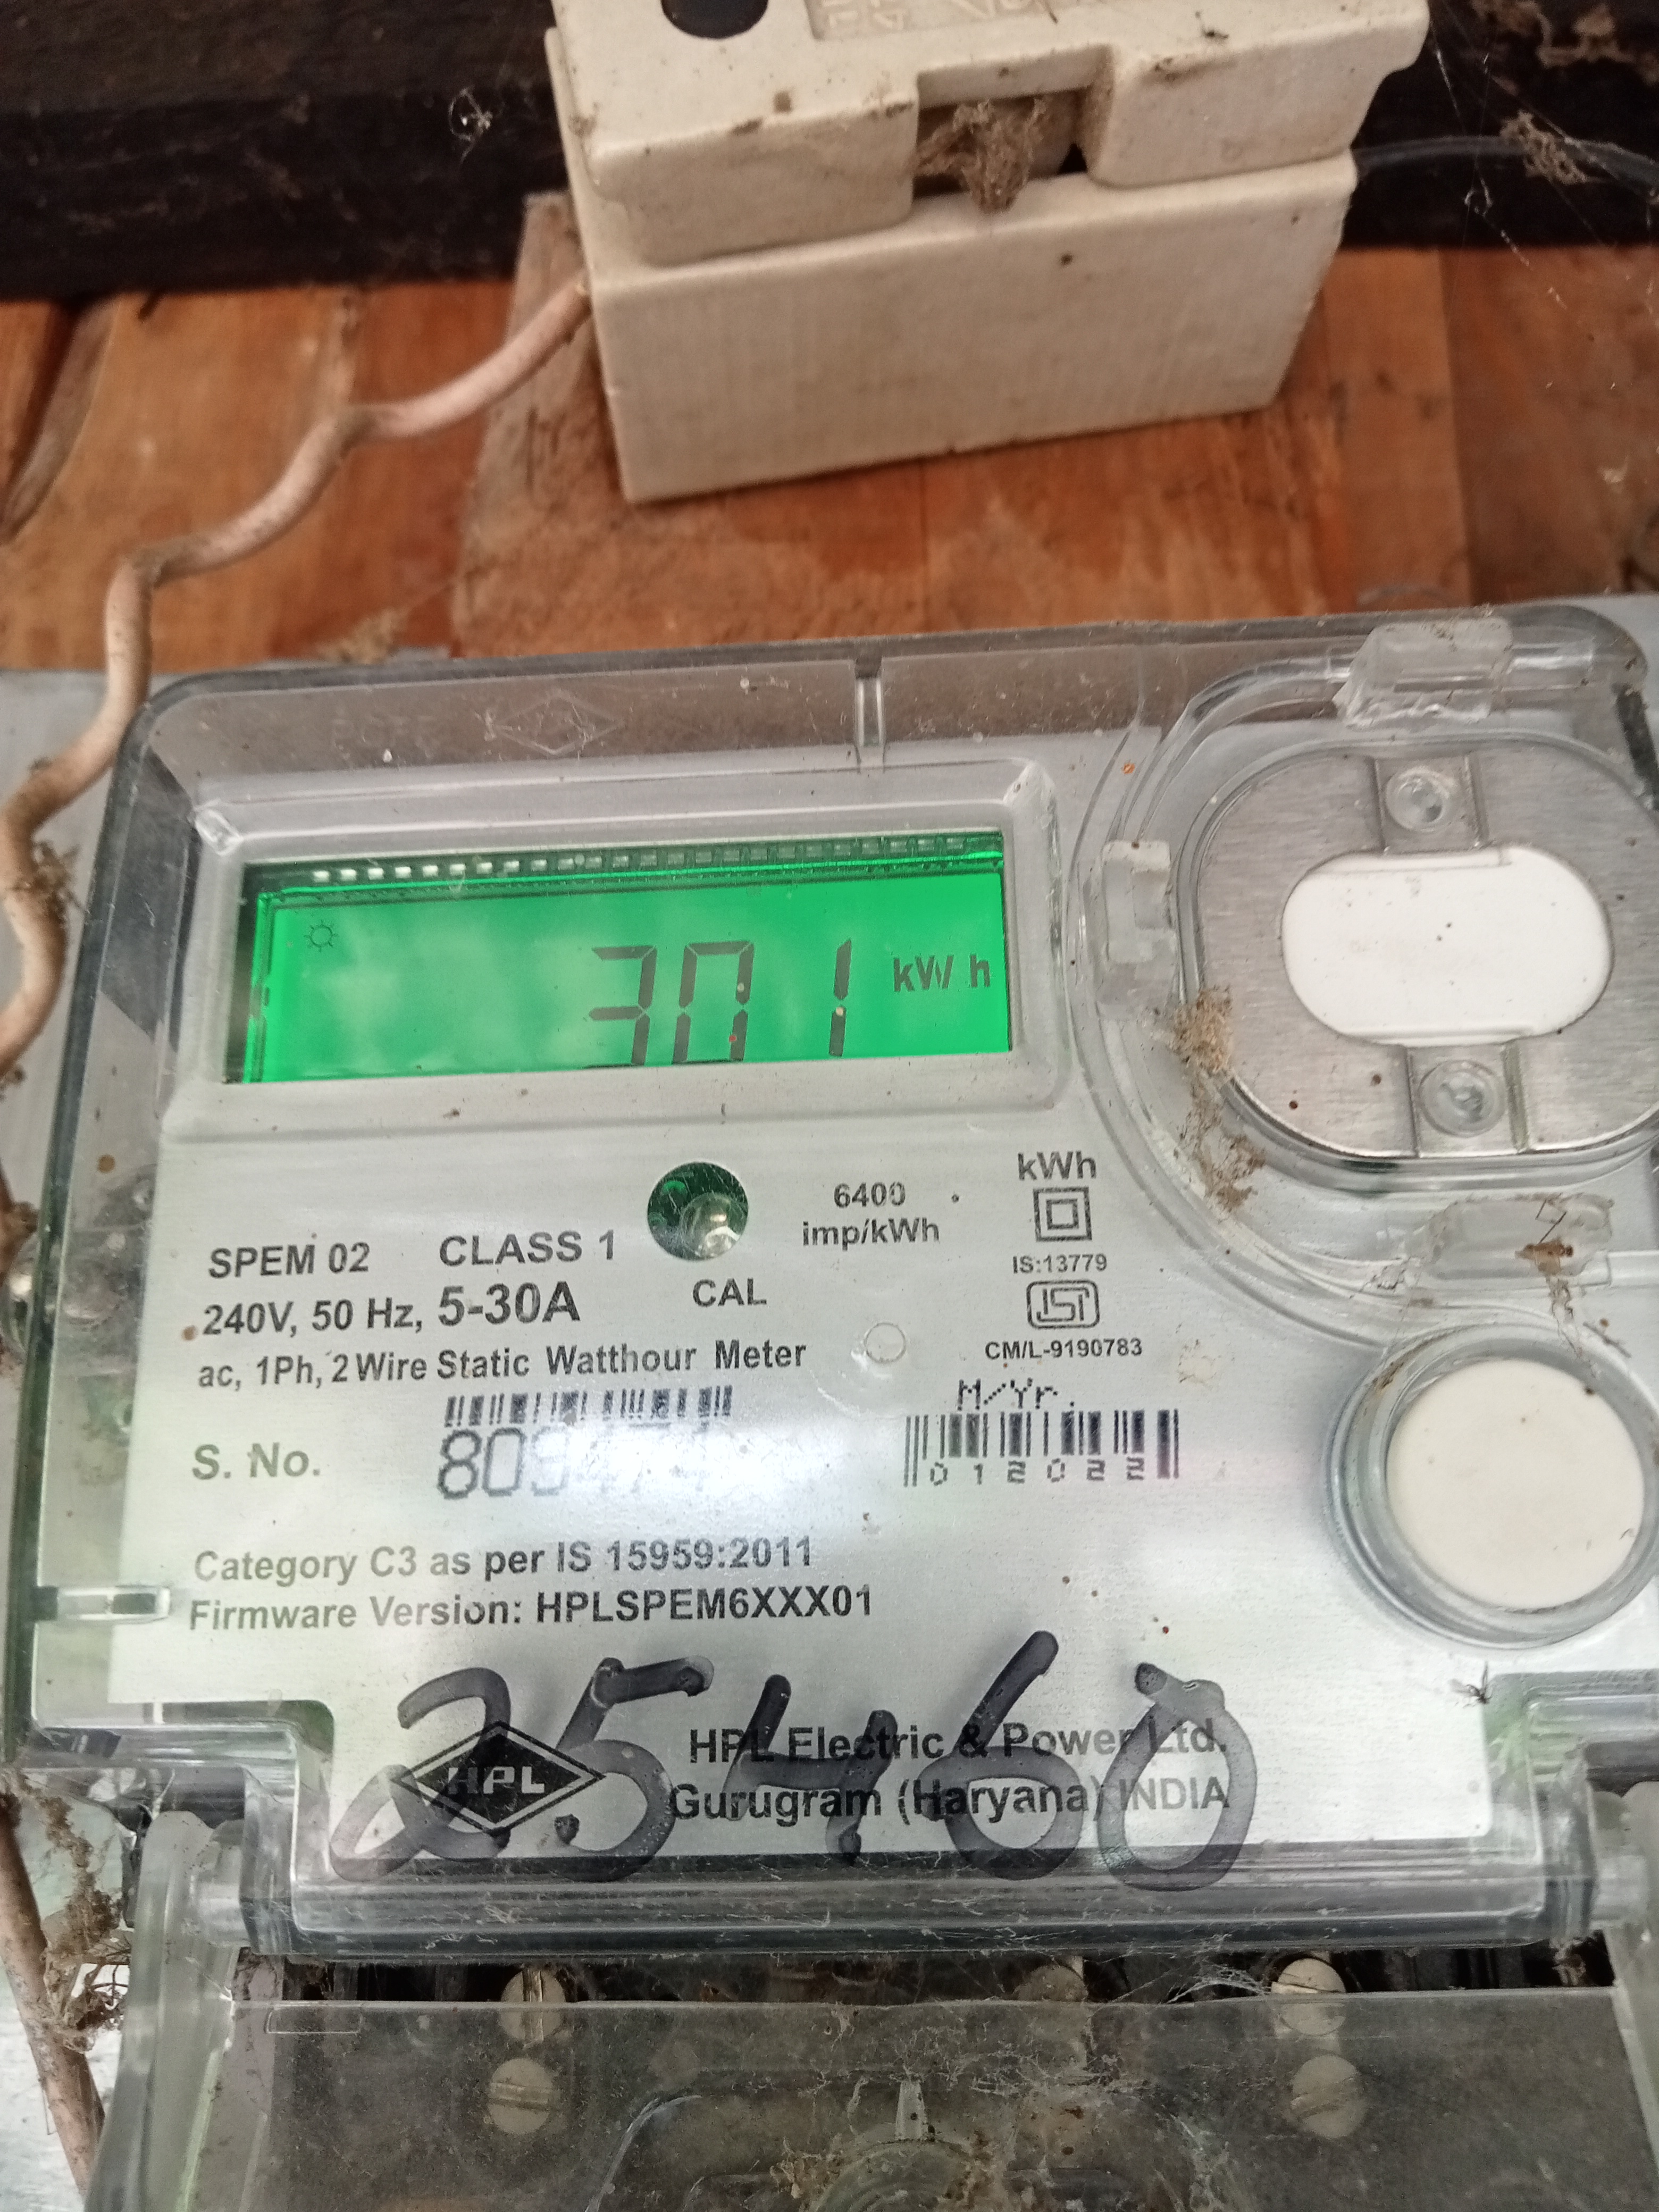 301 kWh
kWh
6400
imp/kWh
IS:13779
SPEM 02 CLASS 1
240V, 50 Hz, 5-30A
CAL
ISI
CM/L-9190783
ac, 1Ph, 2 Wire Static Watthour Meter
M/Yr.
012022
S. No.
Category C3 as per IS 15959:2011
Firmware Version: HPLSPEM6XXX01
25460
HPL
HPL Electric & Power Ltd.
Gurugram (Haryana) INDIA